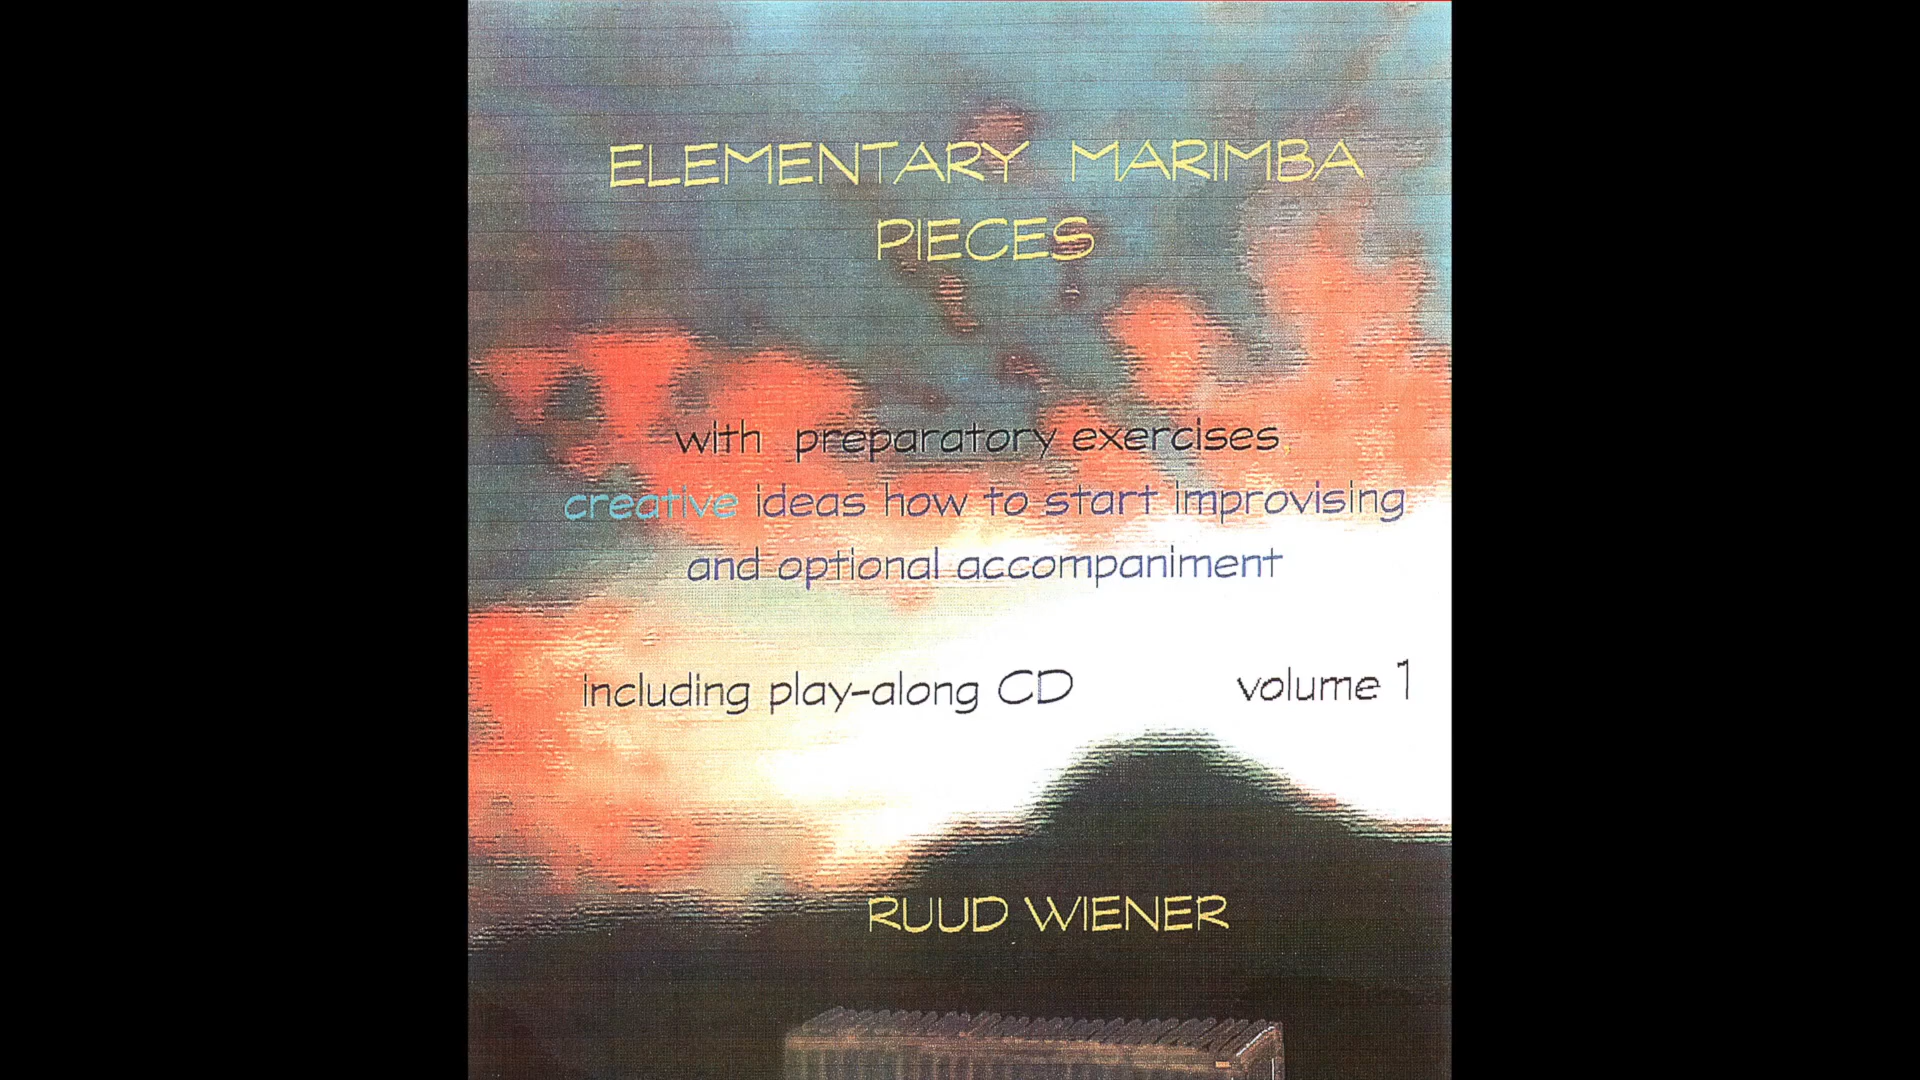 ELEMENTARY MARIMBA
PIECES
with preparatory exercises
creative ideas how to start improvising
and optional accompaniment
including play-along CD
volume 1
RUUD WIENER